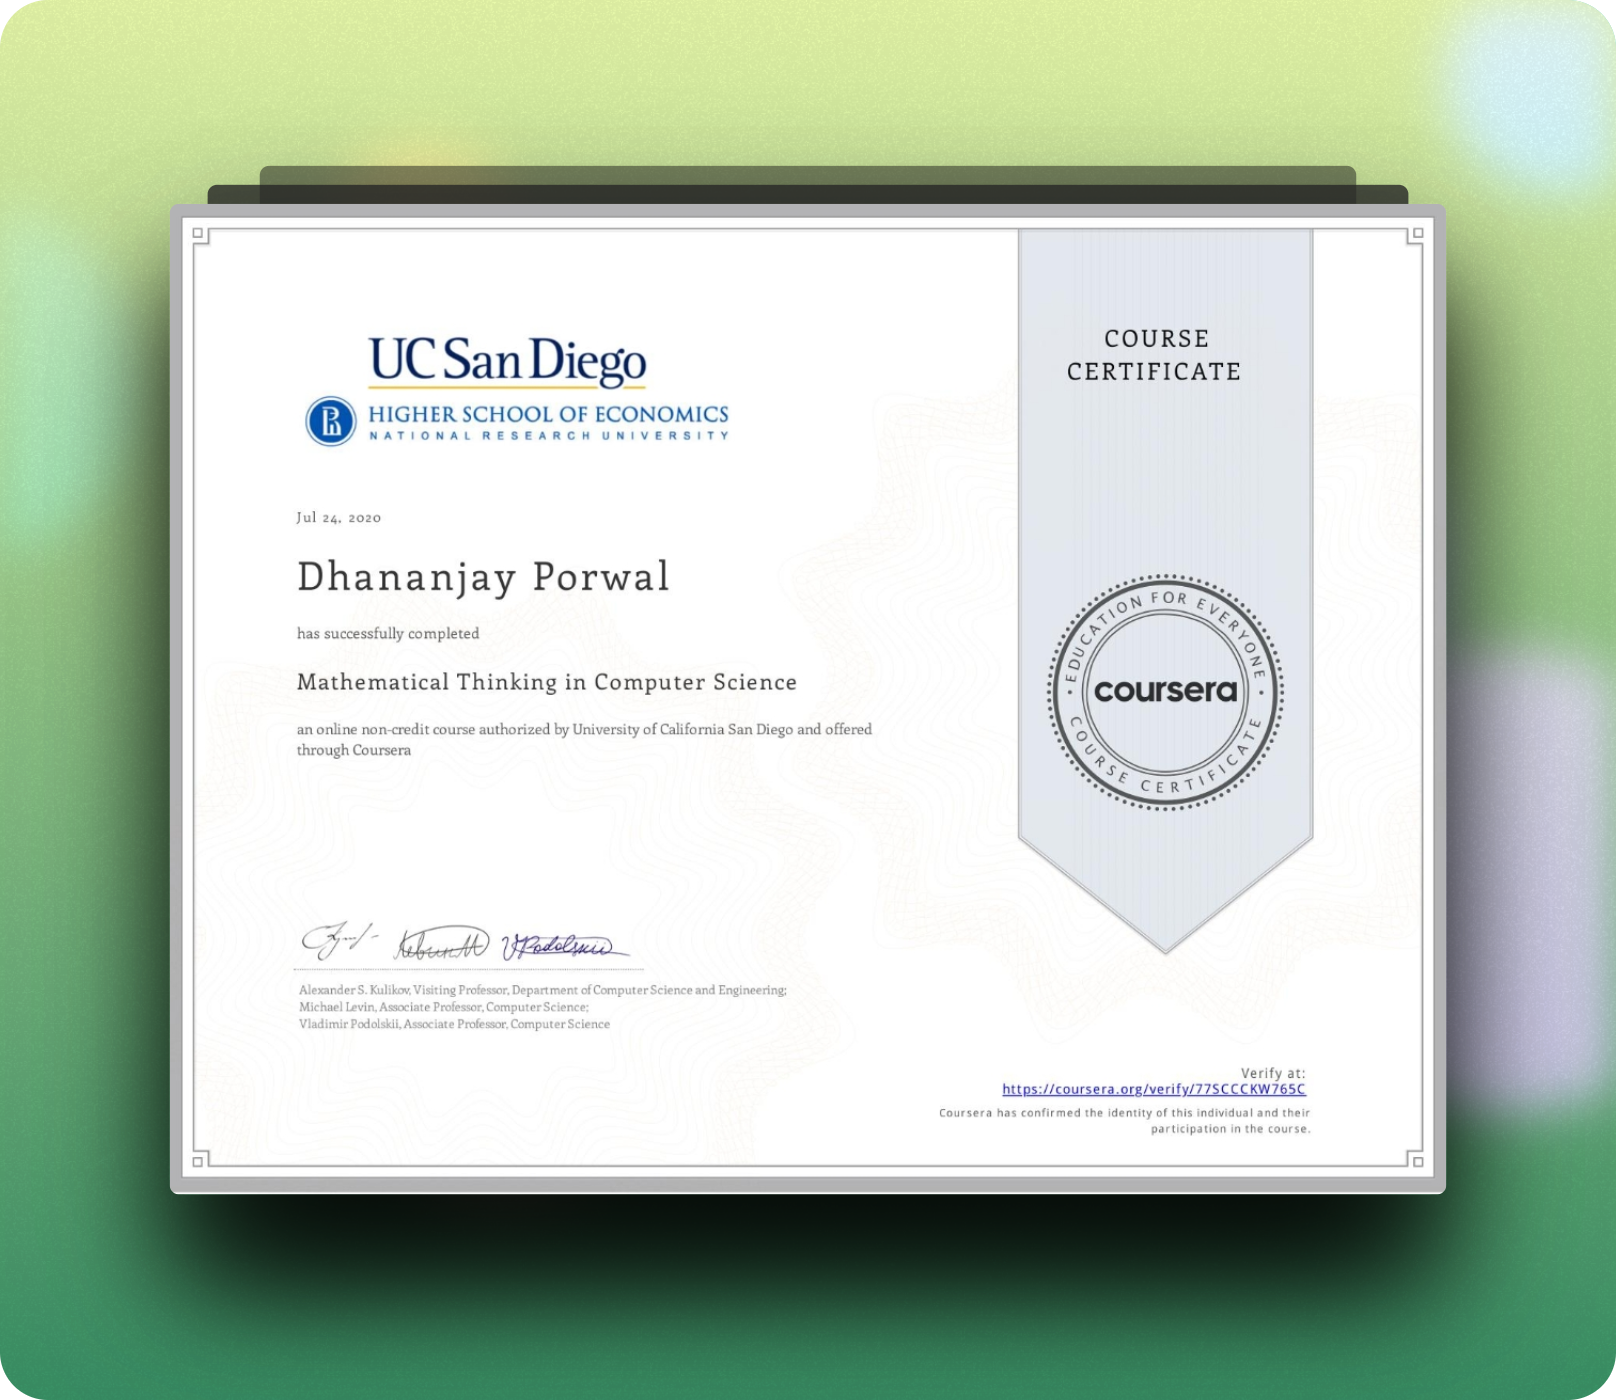 UC San Diego
HIGHER SCHOOL OF ECONOMICS
NATIONAL RESEARCH UNIVERSITY
COURSE
CERTIFICATE
Jul 24, 2020
Dhananjay Porwal
has successfully completed
Mathematical Thinking in Computer Science
an online non-credit course authorized by University of California San Diego and offered
through Coursera
EDUCATION FOR EVERYONE
coursera
COURSE CERTIFICATE
V Podolskii
Alexander S. Kulikov, Visiting Professor, Department of Computer Science and Engineering;
Michael Levin, Associate Professor, Computer Science;
Vladimir Podolskii, Associate Professor, Computer Science
Verify at:
https://coursera.org/verify/77SCCCKW765C
Coursera has confirmed the identity of this individual and their
participation in the course.